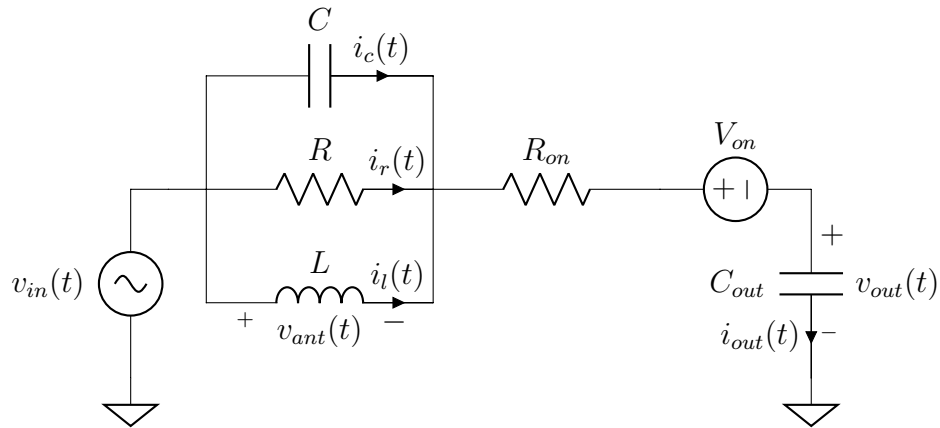 C
i_c(t)
R
i_r(t)
R_on
V_on
+ −
L
i_l(t)
v_in(t)
+ v_ant(t) −
+
C_out
v_out(t)
i_out(t)
−